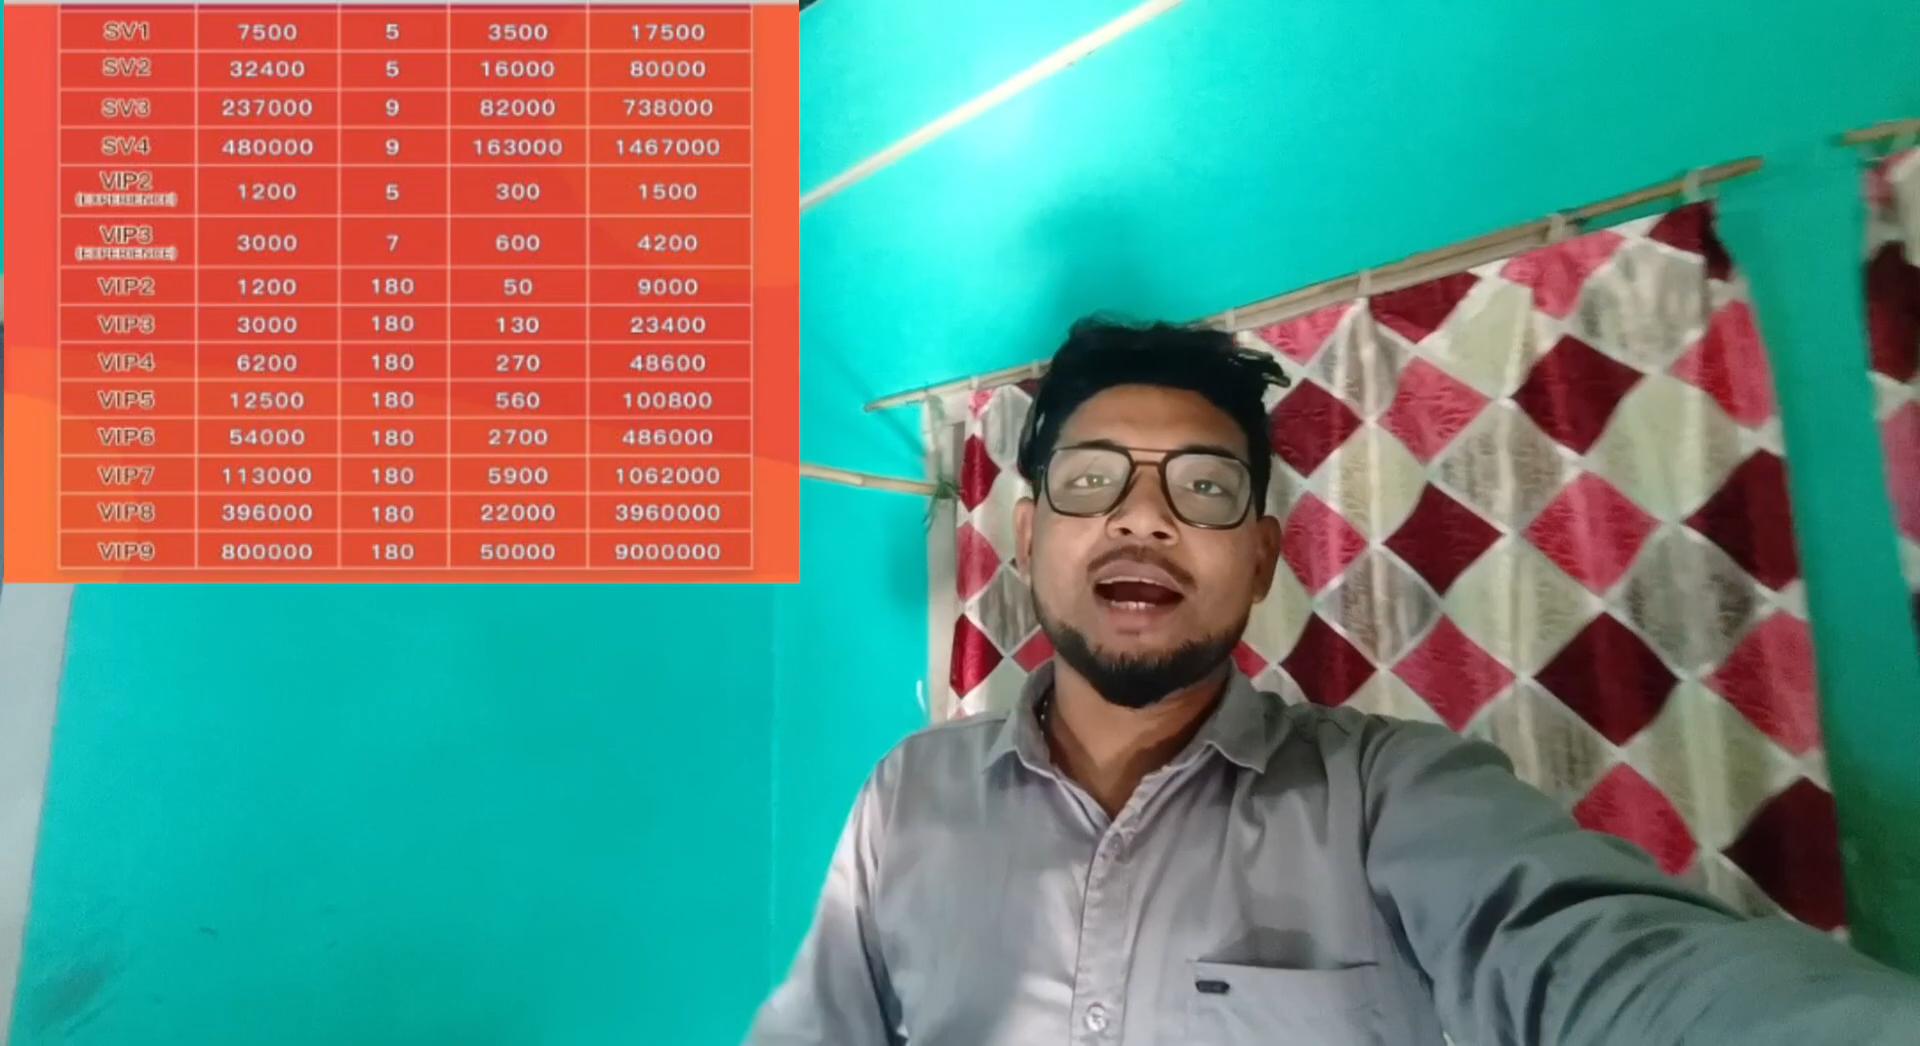 SV1 7500 5 3500 17500
SV2 32400 5 16000 80000
SV3 237000 9 82000 738000
SV4 480000 9 163000 1467000
VIP2 (EXPERIENCE) 1200 5 300 1500
VIP3 (EXPERIENCE) 3000 7 600 4200
VIP2 1200 180 50 9000
VIP3 3000 180 130 23400
VIP4 6200 180 270 48600
VIP5 12500 180 560 100800
VIP6 54000 180 2700 486000
VIP7 113000 180 5900 1062000
VIP8 396000 180 22000 3960000
VIP9 800000 180 50000 9000000